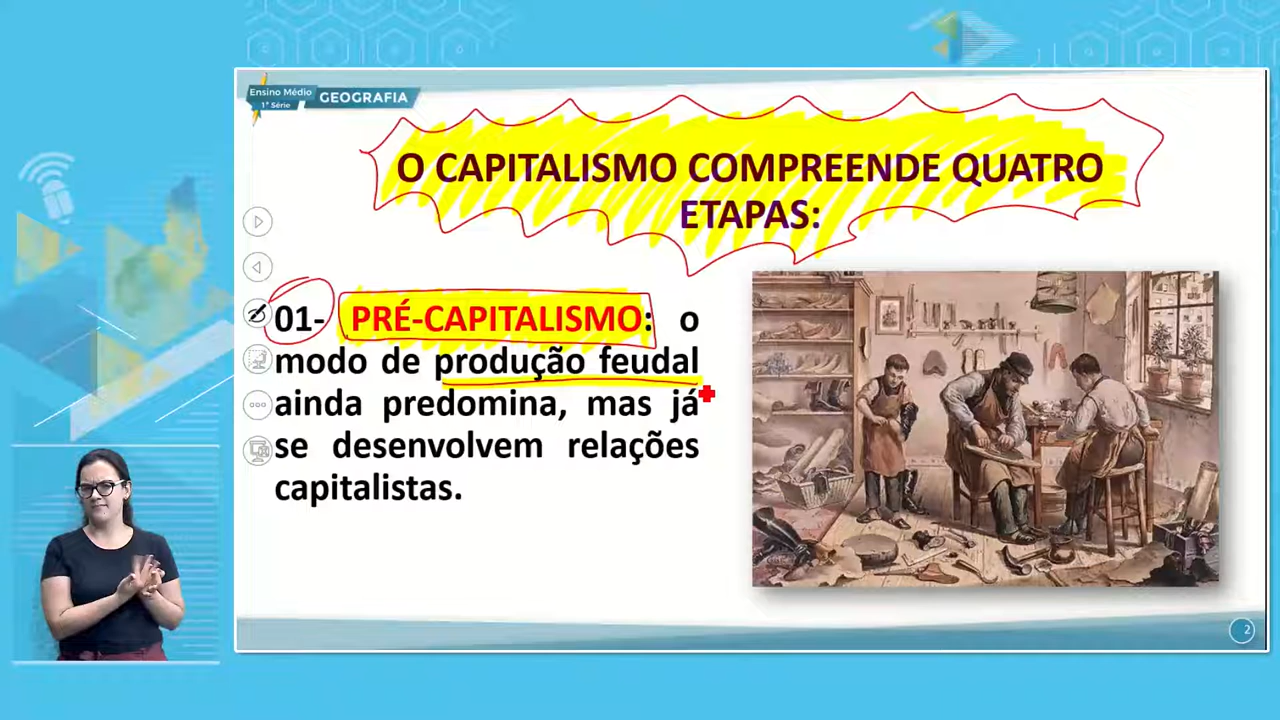 Ensino Médio
1ª Série
GEOGRAFIA
O CAPITALISMO COMPREENDE QUATRO
ETAPAS:
01- PRÉ-CAPITALISMO: o
modo de produção feudal
ainda predomina, mas já
se desenvolvem relações
capitalistas.
2